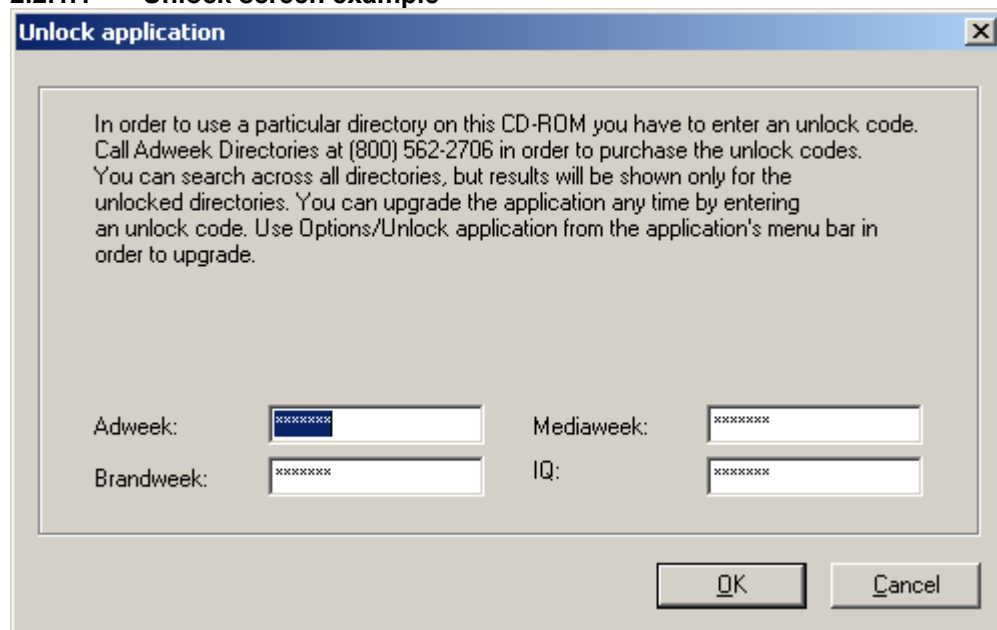 Unlock screen example
Unlock application
In order to use a particular directory on this CD-ROM you have to enter an unlock code.
Call Adweek Directories at (800) 562-2706 in order to purchase the unlock codes.
You can search across all directories, but results will be shown only for the
unlocked directories. You can upgrade the application any time by entering
an unlock code. Use Options/Unlock application from the application's menu bar in
order to upgrade.
Adweek: xxxxxxx Mediaweek: xxxxxxx
Brandweek: xxxxxxx IQ: xxxxxxx
OK Cancel